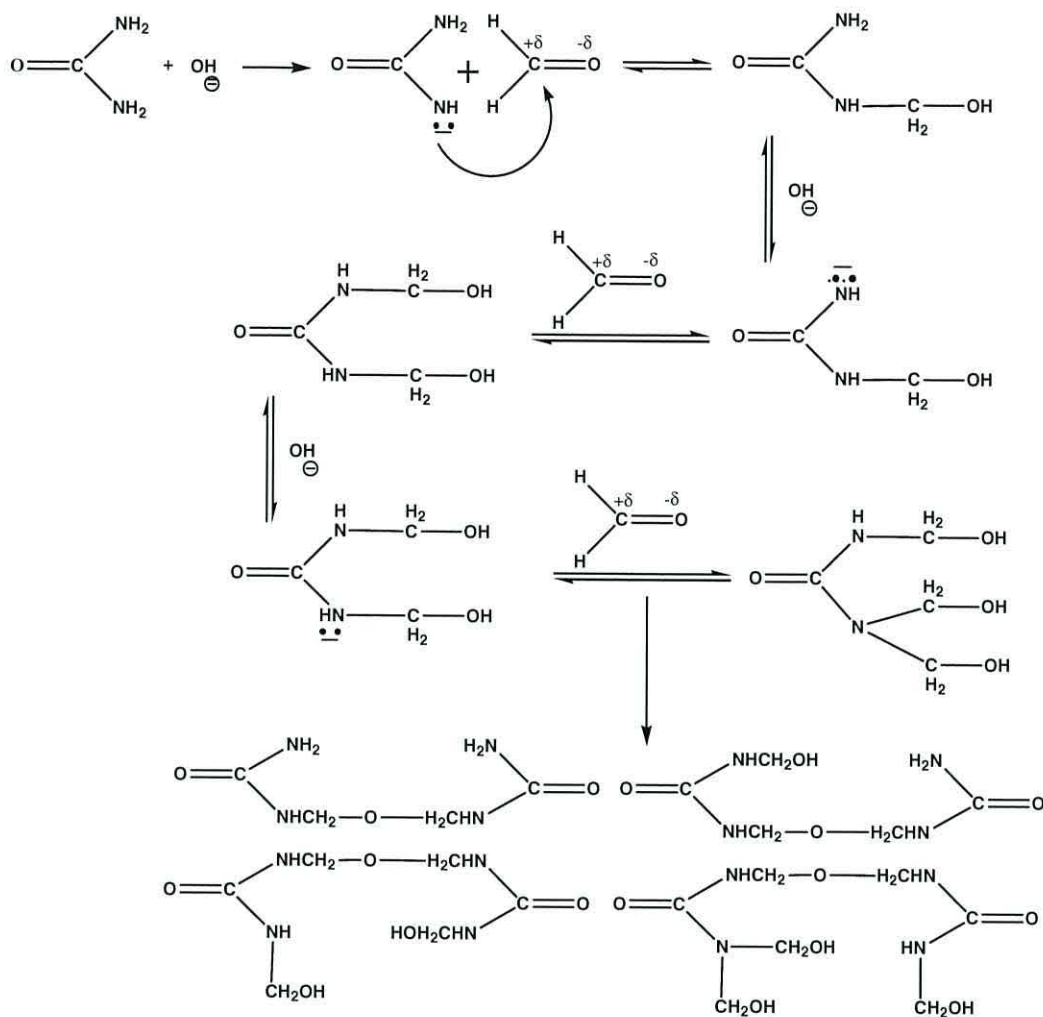 NH2 NH2 H NH2
+δ -δ
O C + OH ⊖ O C + C O O C
NH2 NH H NH C H2 OH
OH ⊖
H H2 H
N C OH +δ -δ NH
O C C O O C
HN C H2 OH H NH C H2 OH
OH ⊖
H H2 H H H2
N C OH +δ -δ N C OH
O C C O O C H2 C OH
HN C H2 OH H N C H2 OH
NH2 H2N NHCH2OH H2N
O C C O O C C O
NHCH2 O H2CHN NHCH2 O H2CHN
NHCH2 O H2CHN NHCH2 O H2CHN
O C C O O C C O
NH HOH2CHN N CH2OH HN
CH2OH CH2OH CH2OH